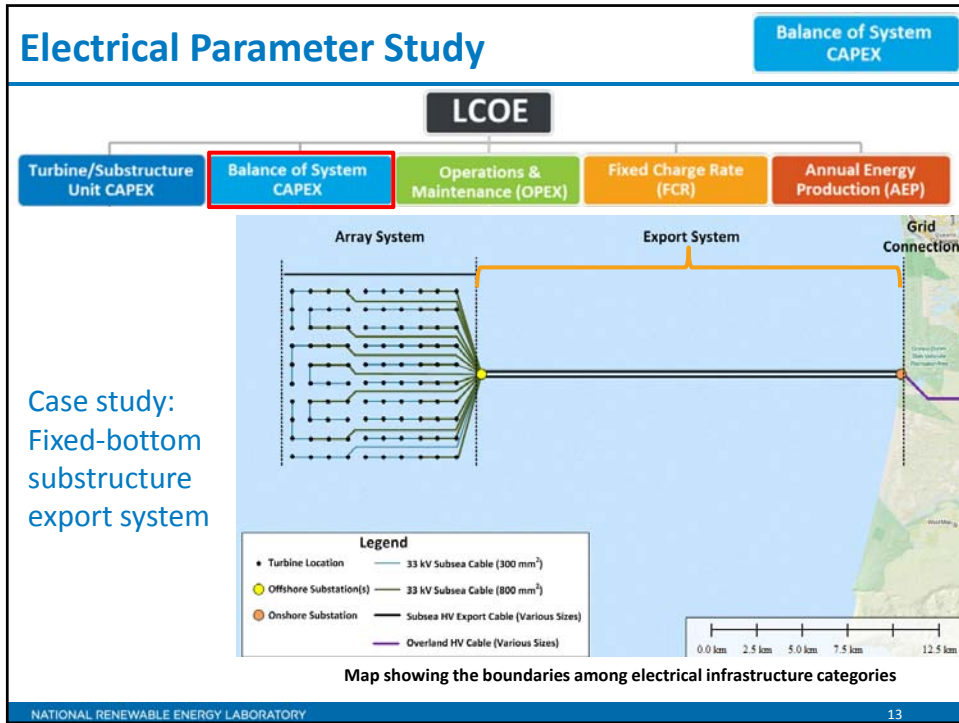 Electrical Parameter Study
Balance of System
CAPEX
LCOE
Turbine/Substructure
Unit CAPEX
Balance of System
CAPEX
Operations &
Maintenance (OPEX)
Fixed Charge Rate
(FCR)
Annual Energy
Production (AEP)
Array System
Export System
Grid
Connection
Case study:
Fixed-bottom
substructure
export system
Legend
Turbine Location
33 kV Subsea Cable (300 mm²)
Offshore Substation(s)
33 kV Subsea Cable (800 mm²)
Onshore Substation
Subsea HV Export Cable (Various Sizes)
Overland HV Cable (Various Sizes)
0.0 km 2.5 km 5.0 km 7.5 km 12.5 km
Map showing the boundaries among electrical infrastructure categories
NATIONAL RENEWABLE ENERGY LABORATORY
13